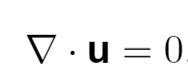 ∇ · 𝘂 = 0.